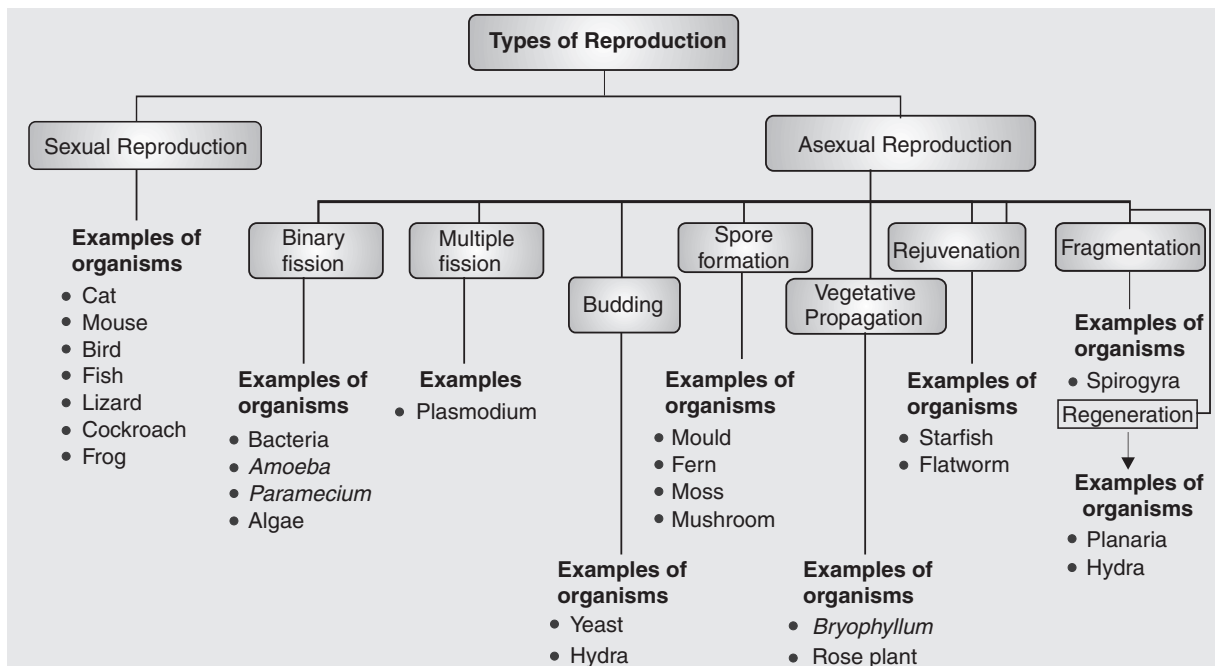 Types of Reproduction
Sexual Reproduction
Examples of
organisms
• Cat
• Mouse
• Bird
• Fish
• Lizard
• Cockroach
• Frog
Asexual Reproduction
Binary
fission
Examples of
organisms
• Bacteria
• Amoeba
• Paramecium
• Algae
Multiple
fission
Examples
• Plasmodium
Budding
Examples of
organisms
• Yeast
• Hydra
Spore
formation
Examples of
organisms
• Mould
• Fern
• Moss
• Mushroom
Vegetative
Propagation
Examples of
organisms
• Bryophyllum
• Rose plant
Rejuvenation
Examples of
organisms
• Starfish
• Flatworm
Fragmentation
Examples of
organisms
• Spirogyra
Regeneration
Examples of
organisms
• Planaria
• Hydra